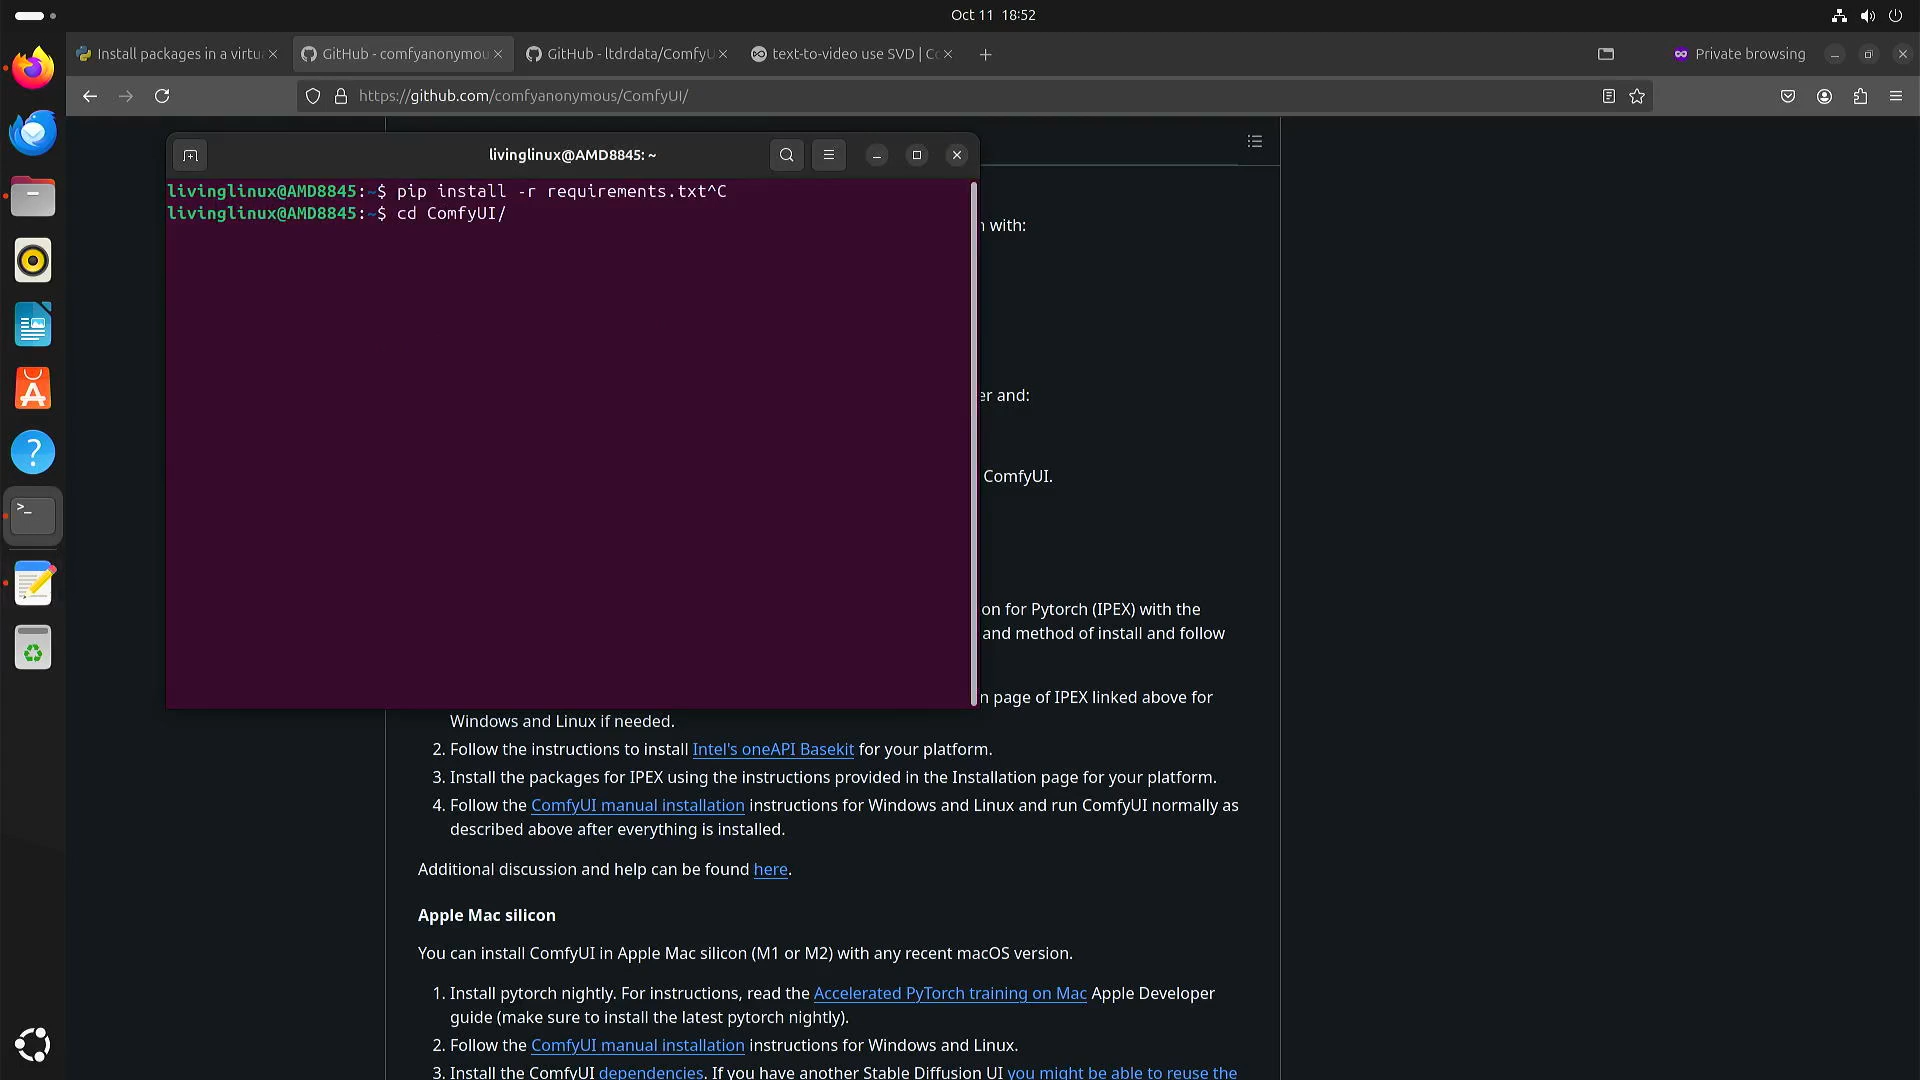 Oct 11 18:52
Install packages in a virtu
GitHub - comfyanonymou
GitHub - ltdrdata/ComfyU
text-to-video use SVD | Co
Private browsing
https://github.com/comfyanonymous/ComfyUI/
livinglinux@AMD8845: ~
livinglinux@AMD8845:~$ pip install -r requirements.txt^C
livinglinux@AMD8845:~$ cd ComfyUI/
with:
er and:
ComfyUI.
on for Pytorch (IPEX) with the
and method of install and follow
n page of IPEX linked above for
Windows and Linux if needed.
2. Follow the instructions to install Intel's oneAPI Basekit for your platform.
3. Install the packages for IPEX using the instructions provided in the Installation page for your platform.
4. Follow the ComfyUI manual installation instructions for Windows and Linux and run ComfyUI normally as
described above after everything is installed.
Additional discussion and help can be found here.
Apple Mac silicon
You can install ComfyUI in Apple Mac silicon (M1 or M2) with any recent macOS version.
1. Install pytorch nightly. For instructions, read the Accelerated PyTorch training on Mac Apple Developer
guide (make sure to install the latest pytorch nightly).
2. Follow the ComfyUI manual installation instructions for Windows and Linux.
3. Install the ComfyUI dependencies. If you have another Stable Diffusion UI you might be able to reuse the